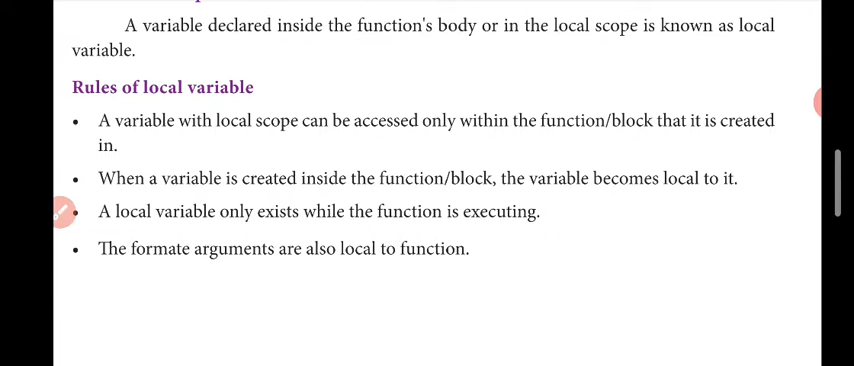 A variable declared inside the function's body or in the local scope is known as local
variable.
Rules of local variable
• A variable with local scope can be accessed only within the function/block that it is created
in.
• When a variable is created inside the function/block, the variable becomes local to it.
• A local variable only exists while the function is executing.
• The formate arguments are also local to function.